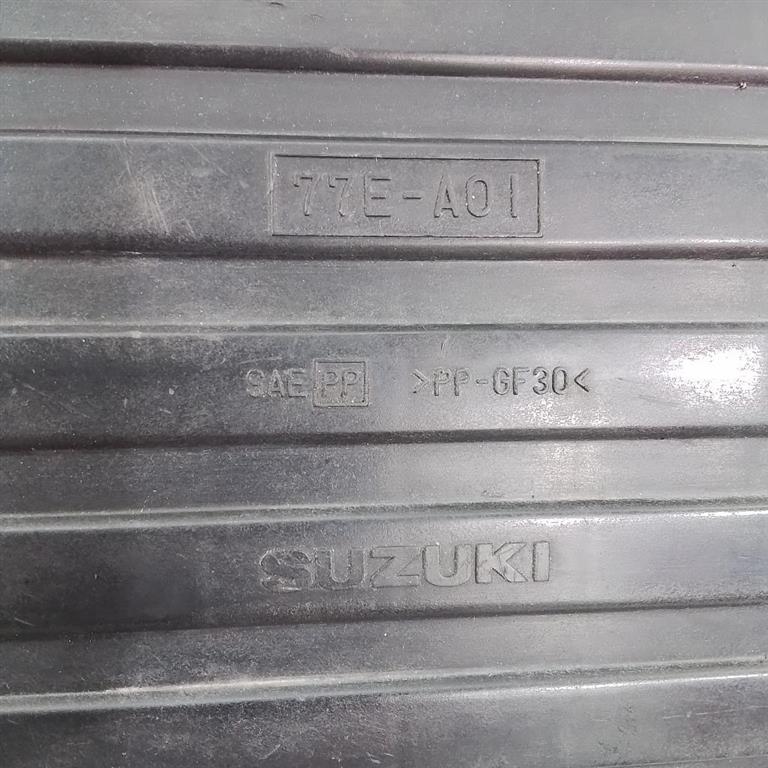 77E-A01
SAE PP >PP-GF30<
SUZUKI